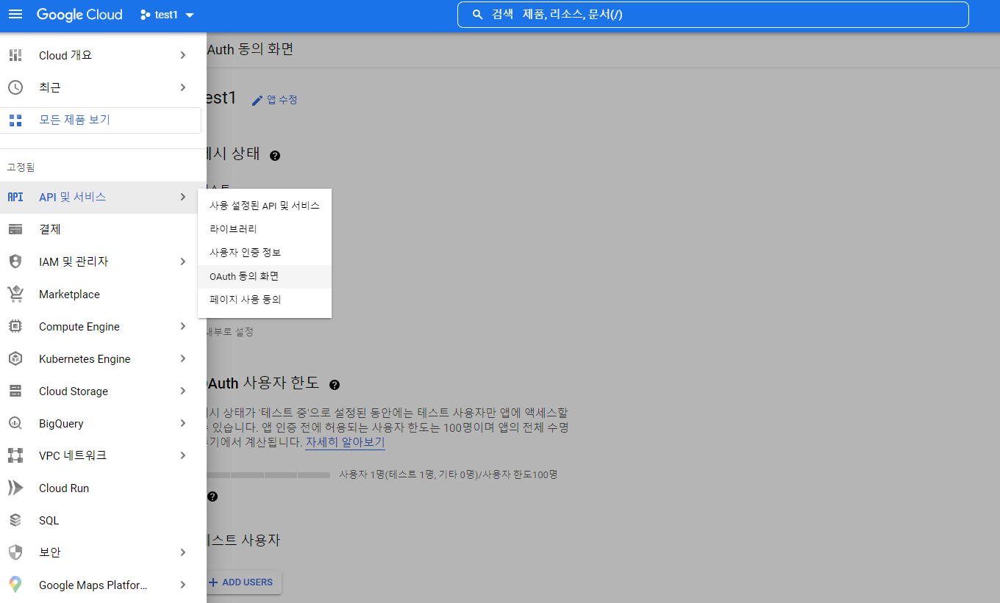 Google Cloud
test1
검색 제품, 리소스, 문서(/)
Cloud 개요
최근
모든 제품 보기
고정됨
API API 및 서비스
결제
IAM 및 관리자
Marketplace
Compute Engine
Kubernetes Engine
Cloud Storage
BigQuery
VPC 네트워크
Cloud Run
SQL
보안
Google Maps Platfor...
사용 설정된 API 및 서비스
라이브러리
사용자 인증 정보
OAuth 동의 화면
페이지 사용 동의
Auth 동의 화면
est1
앱 수정
시 상태
스트
내부로 설정
Auth 사용자 한도
시 상태가 '테스트 중'으로 설정된 동안에는 테스트 사용자만 앱에 액세스할
있습니다. 앱 인증 전에 허용되는 사용자 한도는 100명이며 앱의 전체 수명
기에서 계산됩니다. 자세히 알아보기
사용자 1명(테스트 1명, 기타 0명)/사용자 한도100명
스트 사용자
+ ADD USERS